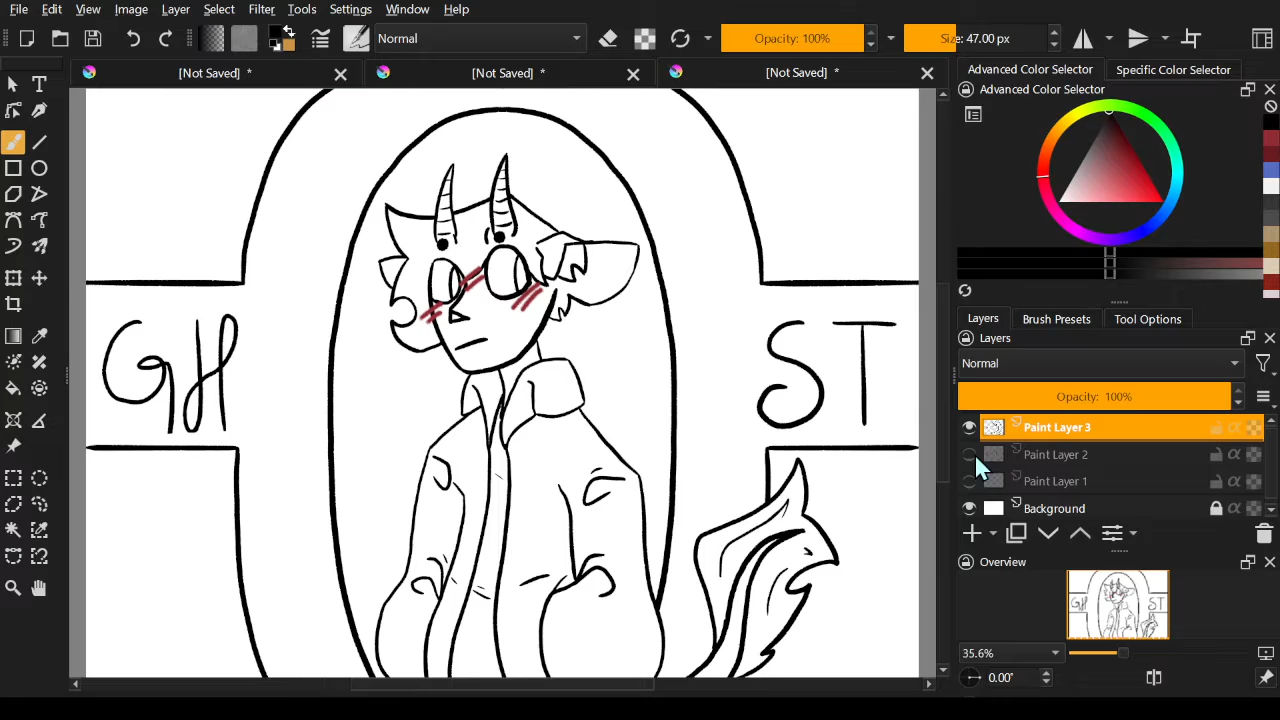 File Edit View Image Layer Select Filter Tools Settings Window Help
Normal Opacity: 100% Size: 47.00 px
[Not Saved] * [Not Saved] * [Not Saved] *
Advanced Color Selector Specific Color Selector
Advanced Color Selector
GH ST
Layers Brush Presets Tool Options
Layers
Normal
Opacity: 100%
Paint Layer 3
Paint Layer 2
Paint Layer 1
Background
Overview
35.6%
0.00°